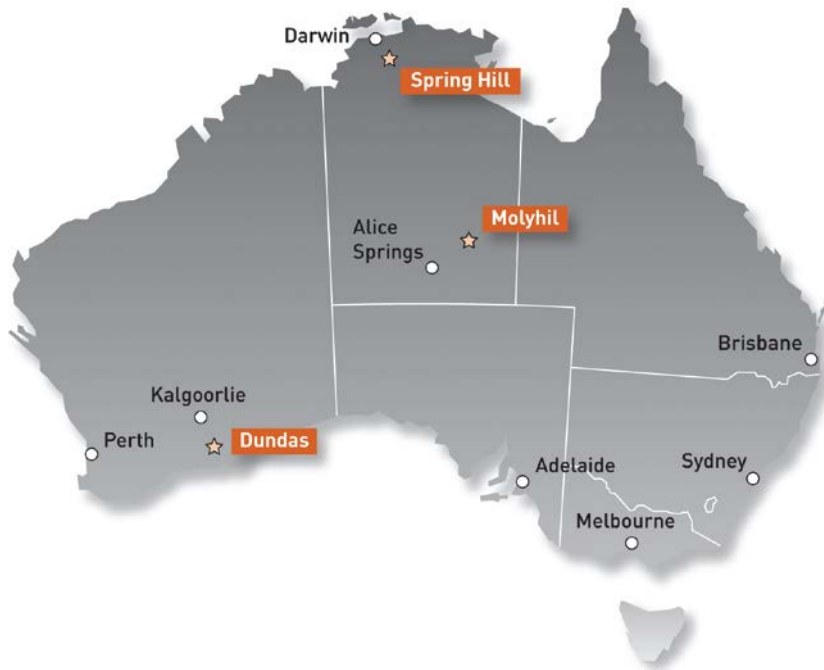 Darwin
Spring Hill
Molyhil
Alice
Springs
Brisbane
Kalgoorlie
Perth
Dundas
Adelaide
Sydney
Melbourne